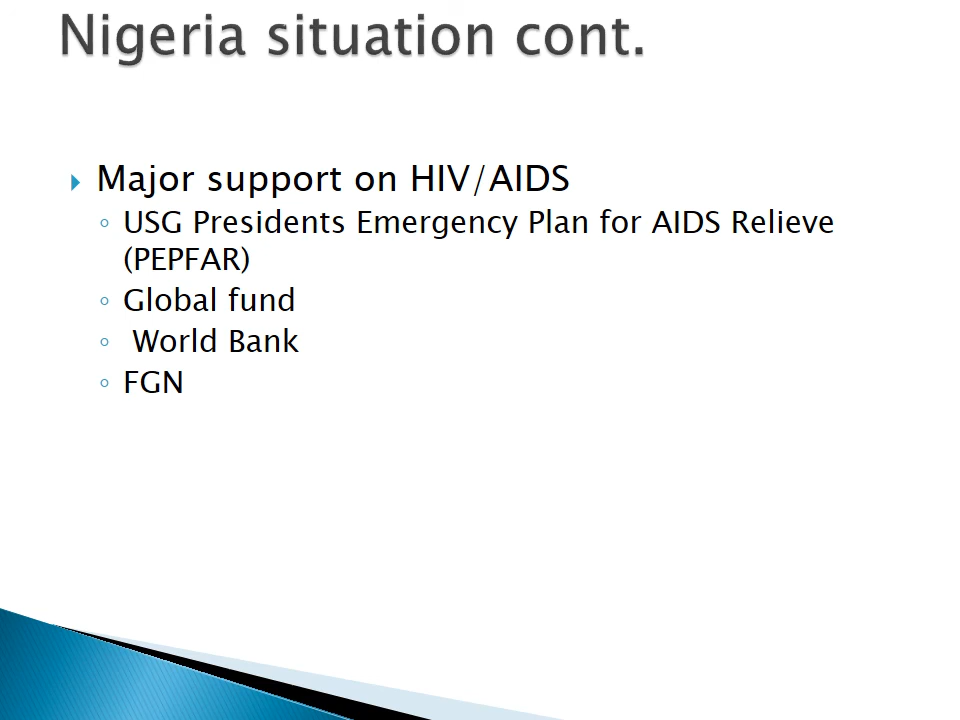 Nigeria situation cont.
Major support on HIV/AIDS
USG Presidents Emergency Plan for AIDS Relieve
(PEPFAR)
Global fund
World Bank
FGN